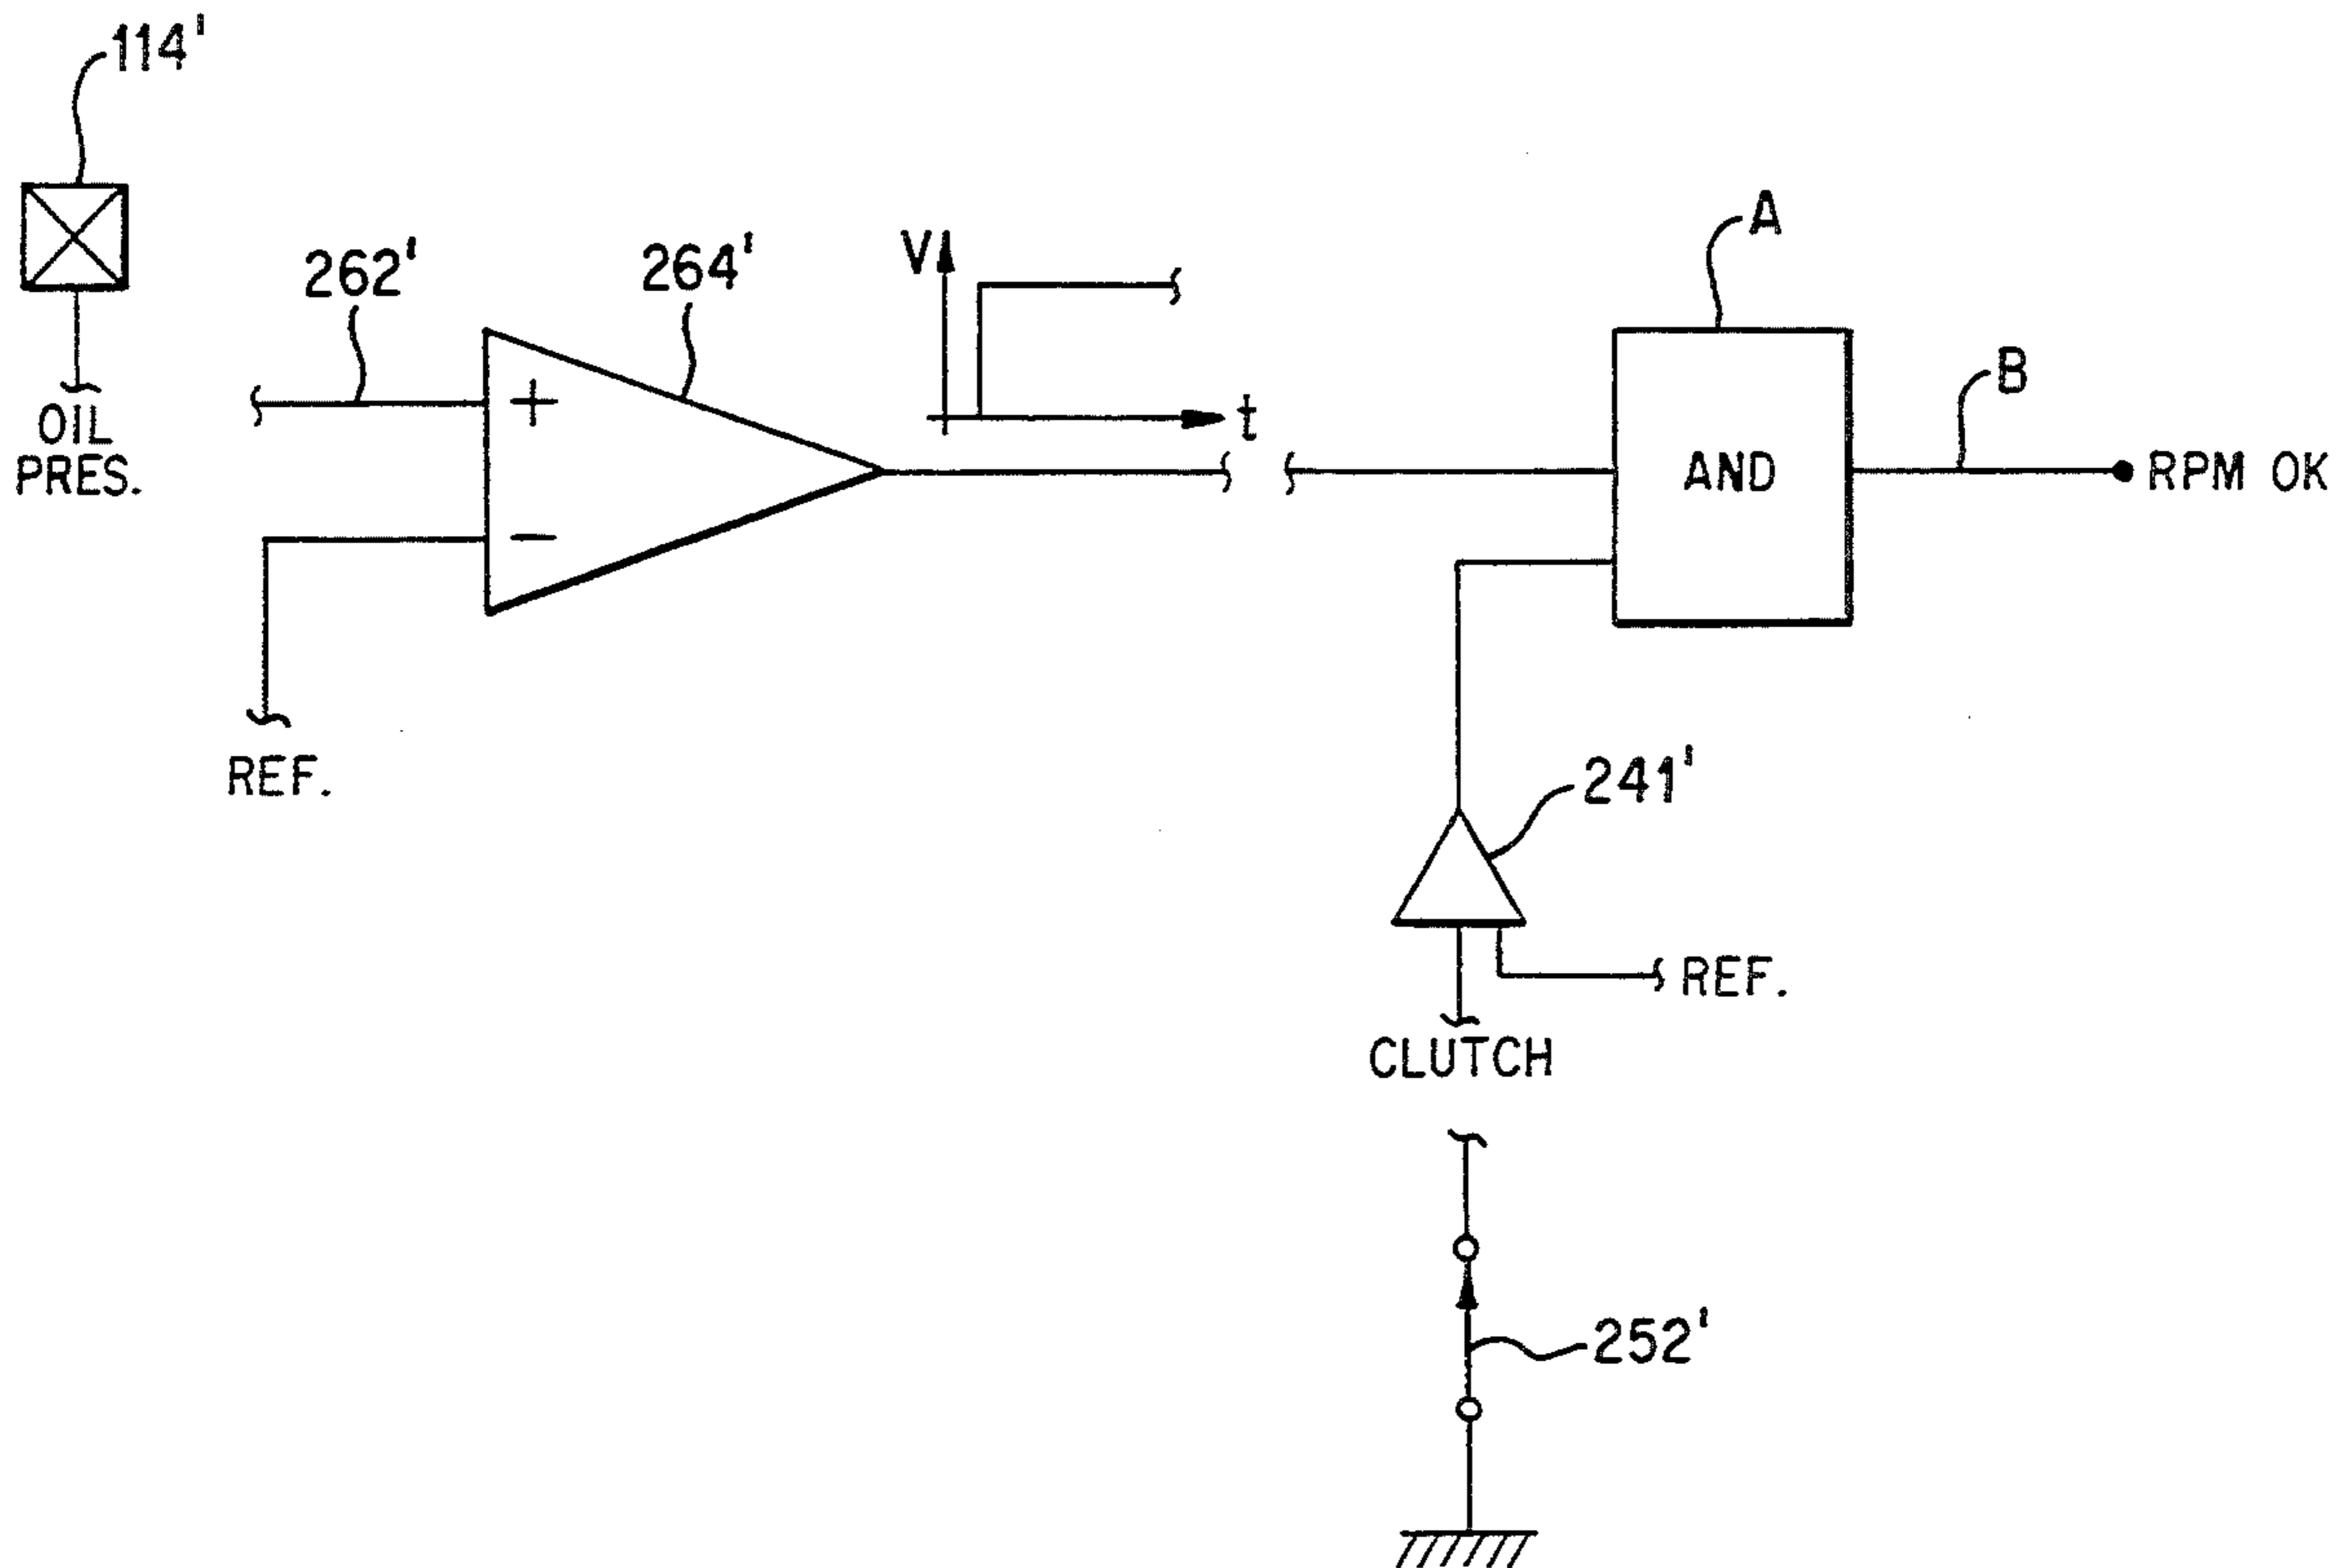 114'
A
262'
264'
V
B
t
+
OIL
PRES.
AND
RPM OK
-
REF.
241'
REF.
CLUTCH
252'